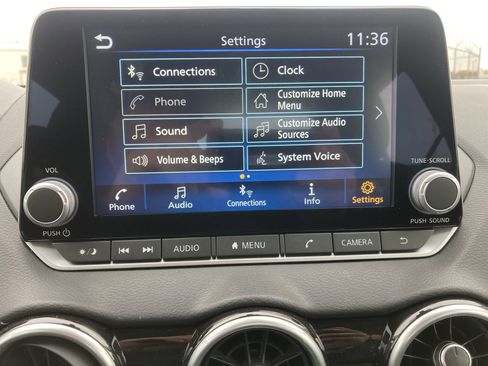 Settings 11:36
Connections Clock
Phone Customize Home
Menu
Sound Customize Audio
Sources
Volume & Beeps System Voice
VOL TUNE·SCROLL
Phone Audio Connections Info Settings
PUSH PUSH SOUND
AUDIO MENU CAMERA